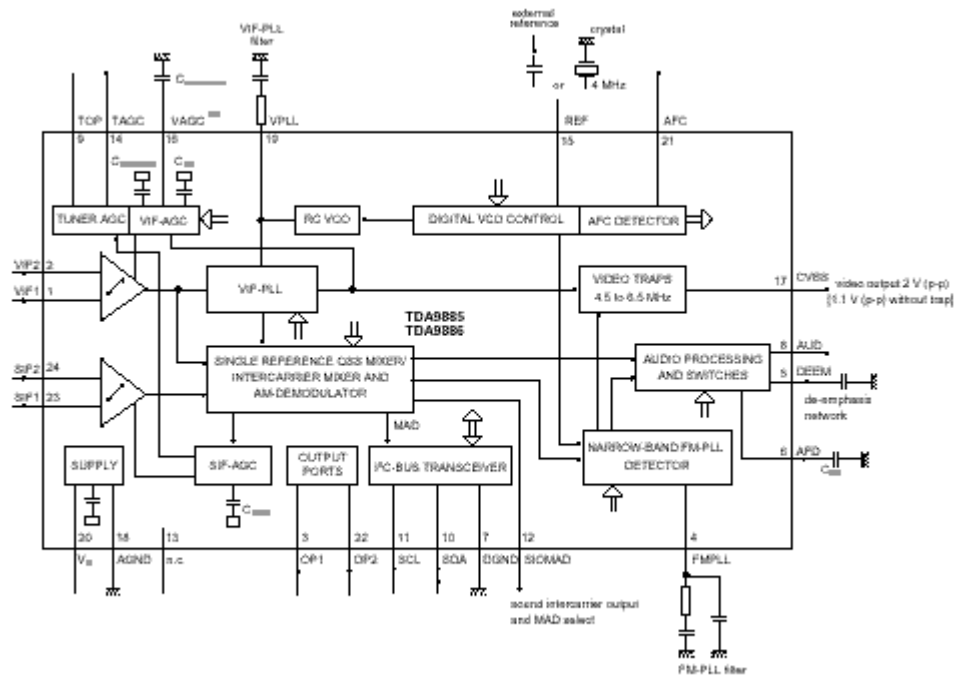 VIF-PLL
filter
external
reference
crystal
4 MHz
or
C
TOP
TAGC
VAGC
VPLL
REF
AFC
9
14
16
19
15
21
C
C
TUNER AGC
VIF-AGC
RC VCO
DIGITAL VCO CONTROL
AFC DETECTOR
VIF2
2
VIF1
1
VIF-PLL
VIDEO TRAPS
4.5 to 6.5 MHz
17
CVBS
video output 2 V (p-p)
[1.1 V (p-p) without trap]
TDA9885
TDA9886
SIF2
24
SIF1
23
SINGLE REFERENCE QSS MIXER/
INTERCARRIER MIXER AND
AM-DEMODULATOR
AUDIO PROCESSING
AND SWITCHES
8
AUD
5
DEEM
de-emphasis
network
MAD
SUPPLY
SIF-AGC
OUTPUT
PORTS
I²C-BUS TRANSCEIVER
NARROW-BAND FM-PLL
DETECTOR
6
AFD
C
C
20
18
13
3
22
11
10
7
12
4
V
AGND
n.c.
OP1
OP2
SCL
SDA
DGND
SIOMAD
FMPLL
sound intercarrier output
and MAD select
FM-PLL filter